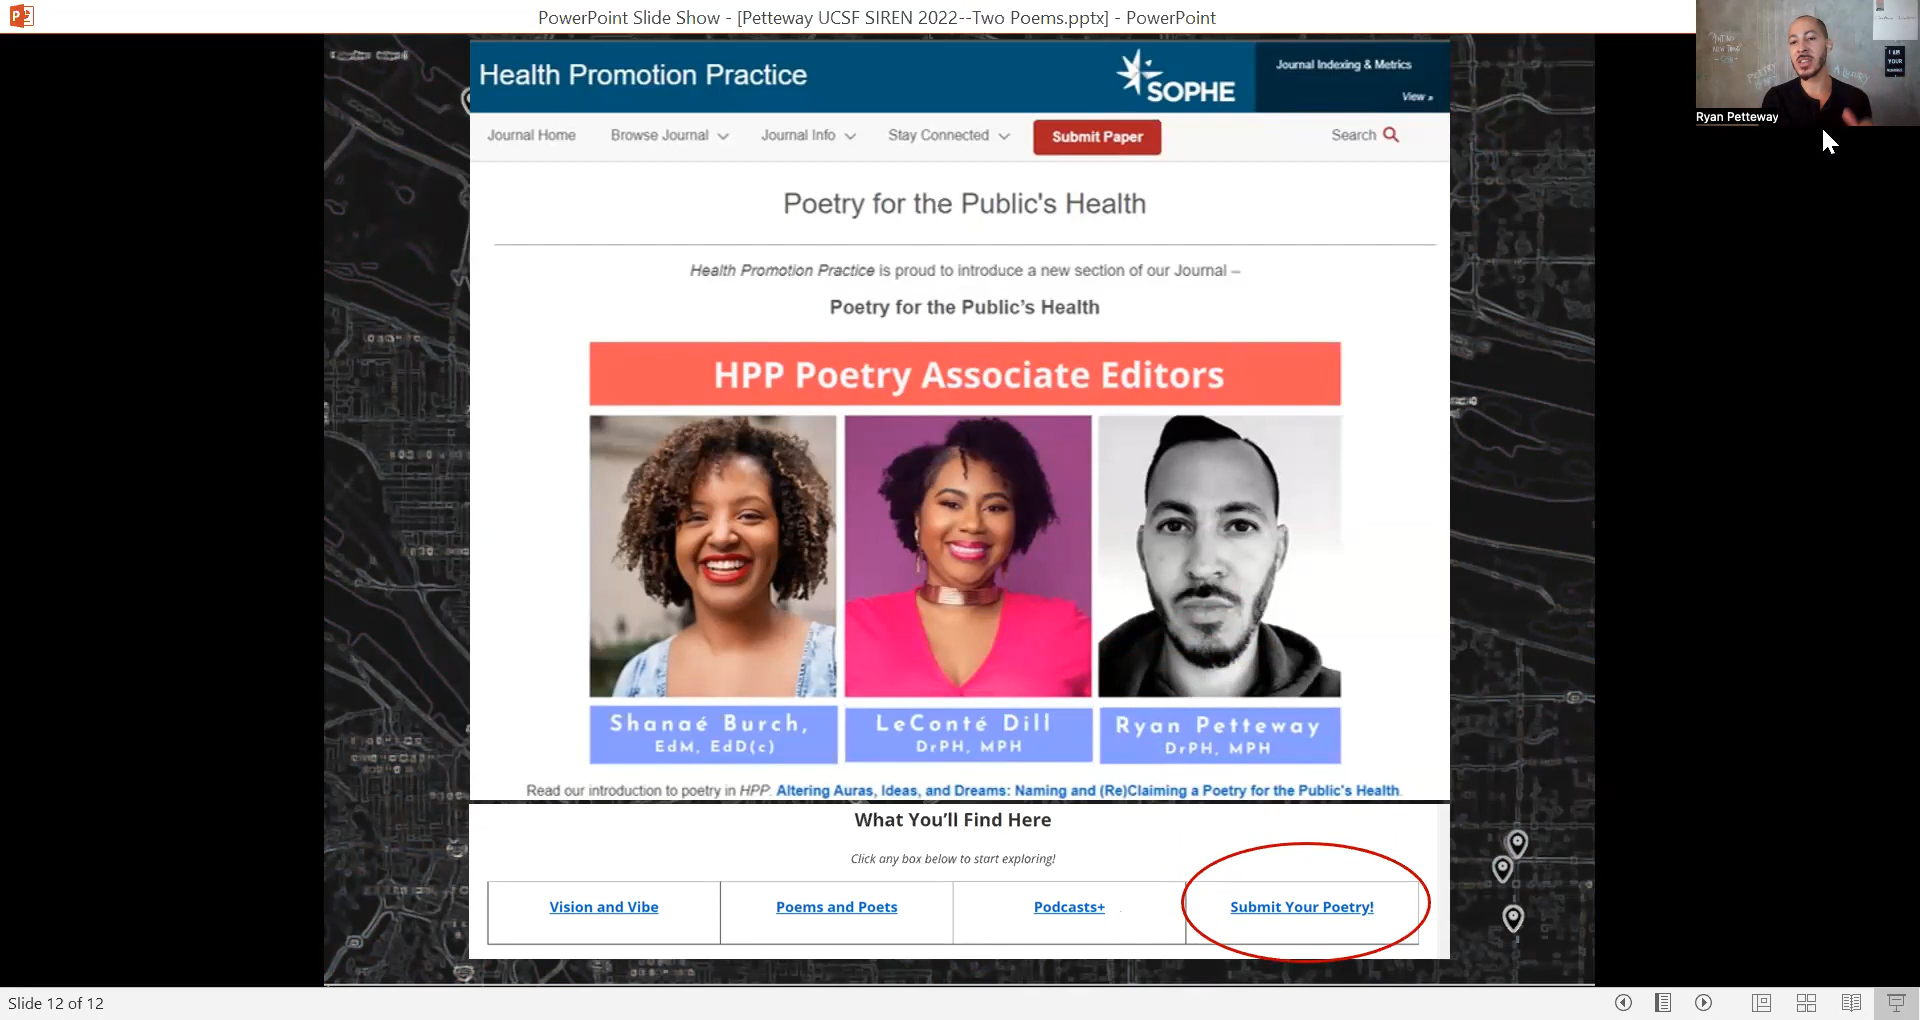 PowerPoint Slide Show - [Petteway UCSF SIREN 2022--Two Poems.pptx] - PowerPoint
Health Promotion Practice
SOPHE
Journal Indexing & Metrics
View »
Journal Home
Browse Journal
Journal Info
Stay Connected
Submit Paper
Search
Ryan Petteway
I AM
YOUR
Poetry for the Public's Health
Health Promotion Practice is proud to introduce a new section of our Journal –
Poetry for the Public's Health
HPP Poetry Associate Editors
Shanaé Burch,
EdM, EdD(c)
LeConté Dill
DrPH, MPH
Ryan Petteway
DrPH, MPH
Read our introduction to poetry in HPP: Altering Auras, Ideas, and Dreams: Naming and (Re)Claiming a Poetry for the Public's Health.
What You'll Find Here
Click any box below to start exploring!
Vision and Vibe
Poems and Poets
Podcasts+
Submit Your Poetry!
Slide 12 of 12